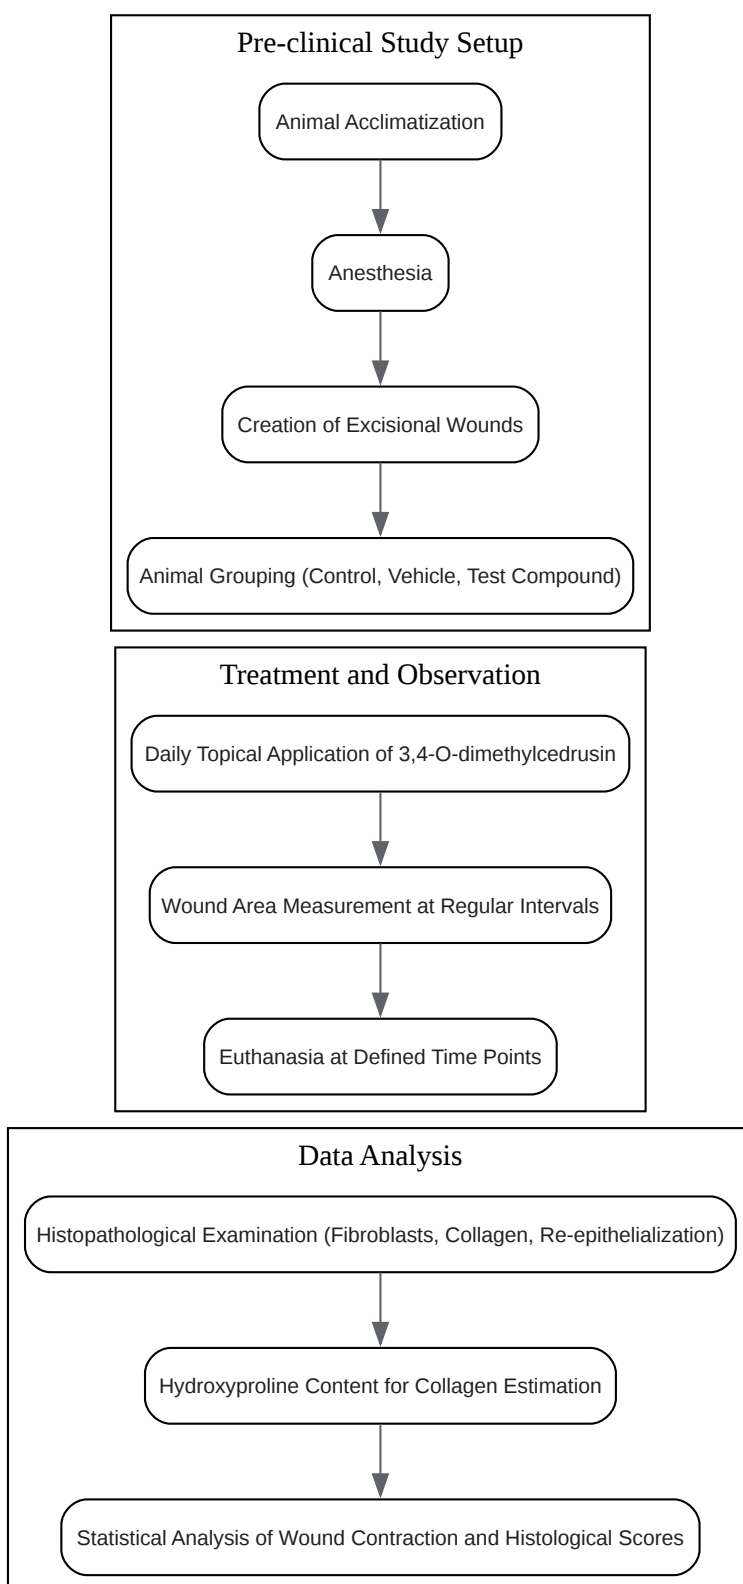 Pre-clinical Study Setup
Animal Acclimatization
Anesthesia
Creation of Excisional Wounds
Animal Grouping (Control, Vehicle, Test Compound)
Treatment and Observation
Daily Topical Application of 3,4-O-dimethylcedrusin
Wound Area Measurement at Regular Intervals
Euthanasia at Defined Time Points
Data Analysis
Histopathological Examination (Fibroblasts, Collagen, Re-epithelialization)
Hydroxyproline Content for Collagen Estimation
Statistical Analysis of Wound Contraction and Histological Scores